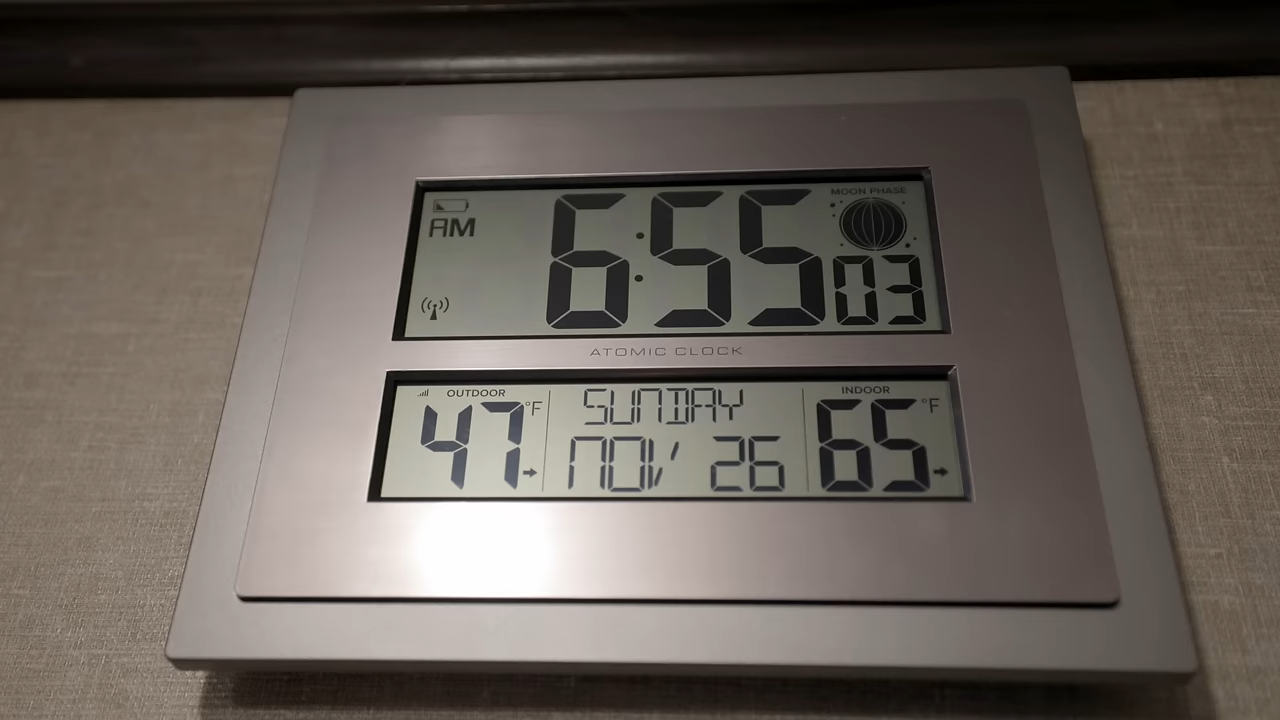 AM
6:55 03
MOON PHASE
ATOMIC CLOCK
OUTDOOR
47 °F
SUNDAY
NOV 26
INDOOR
65 °F